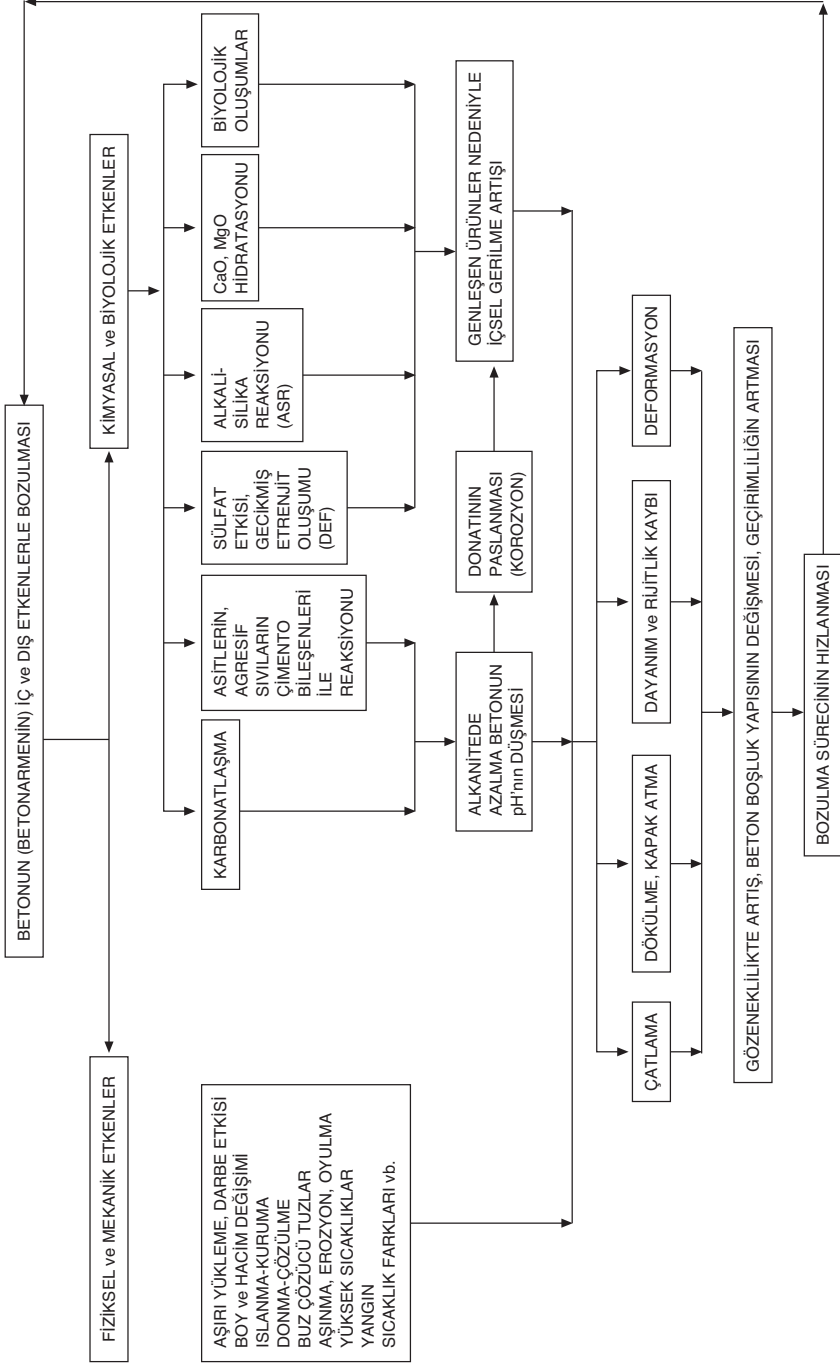 BETONUN (BETONARMENİN) İÇ ve DIŞ ETKENLERLE BOZULMASI
FİZİKSEL ve MEKANİK ETKENLER
KİMYASAL ve BİYOLOJİK ETKENLER
AŞIRI YÜKLEME, DARBE ETKİSİ
BOY ve HACİM DEĞİŞİMİ
ISLANMA-KURUMA
DONMA-ÇÖZÜLME
BUZ ÇÖZÜCÜ TUZLAR
AŞINMA, EROZYON, OYULMA
YÜKSEK SICAKLIKLAR
YANGIN
SICAKLIK FARKLARI vb.
KARBONATLAŞMA
ASİTLERİN,
AGRESİF
SIVILARIN
ÇİMENTO
BİLEŞENLERİ
İLE
REAKSİYONU
SÜLFAT
ETKİSİ,
GECİKMİŞ
ETRENJİT
OLUŞUMU
(DEF)
ALKALİ-
SİLİKA
REAKSİYONU
(ASR)
CaO, MgO
HİDRATASYONU
BİYOLOJİK
OLUŞUMLAR
ALKANİTEDE
AZALMA BETONUN
pH'nın DÜŞMESİ
DONATININ
PASLANMASI
(KOROZYON)
GENLEŞEN ÜRÜNLER NEDENİYLE
İÇSEL GERİLME ARTIŞI
ÇATLAMA
DÖKÜLME, KAPAK ATMA
DAYANIM ve RİJİTLİK KAYBI
DEFORMASYON
GÖZENEKLİLİKTE ARTIŞ, BETON BOŞLUK YAPISININ DEĞİŞMESİ, GEÇİRİMLİLİĞİN ARTMASI
BOZULMA SÜRECİNİN HIZLANMASI